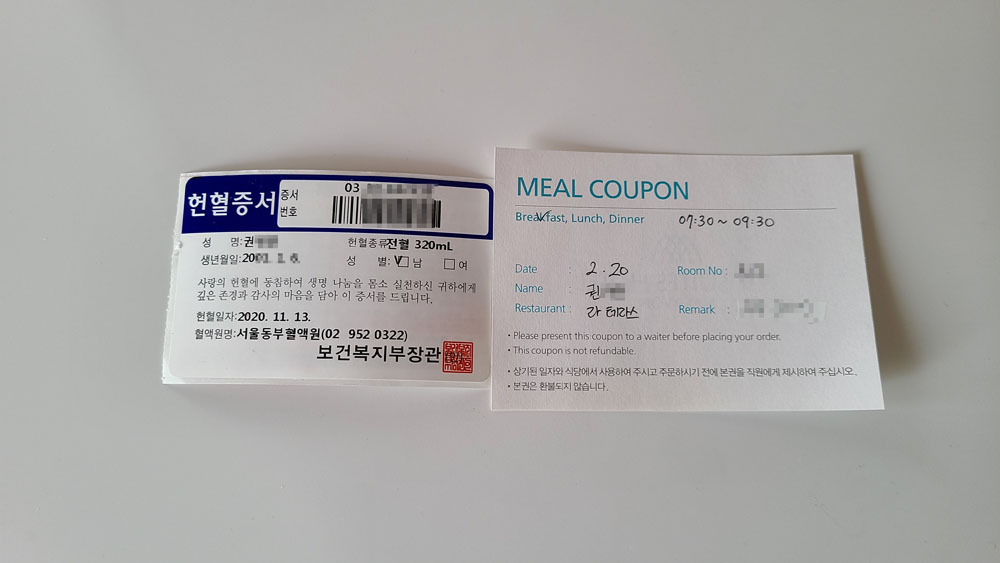 헌혈증서
증서 번호
03
성 명:권
헌혈종류:전혈 320mL
생년월일:20
성 별: V□남 □여
사랑의 헌혈에 동참하여 생명 나눔을 몸소 실천하신 귀하에게
깊은 존경과 감사의 마음을 담아 이 증서를 드립니다.
헌혈일자:2020. 11. 13.
혈액원명:서울동부혈액원(02 952 0322)
보건복지부장관
MEAL COUPON
Breakfast, Lunch, Dinner 07:30 ~ 09:30
Date : 2. 20 Room No :
Name : 권
Restaurant : 라 테라스 Remark :
• Please present this coupon to a waiter before placing your order.
• This coupon is not refundable.
• 상기된 일자와 식당에서 사용하여 주시고 주문하시기 전에 본권을 직원에게 제시하여 주십시오.
• 본권은 환불되지 않습니다.